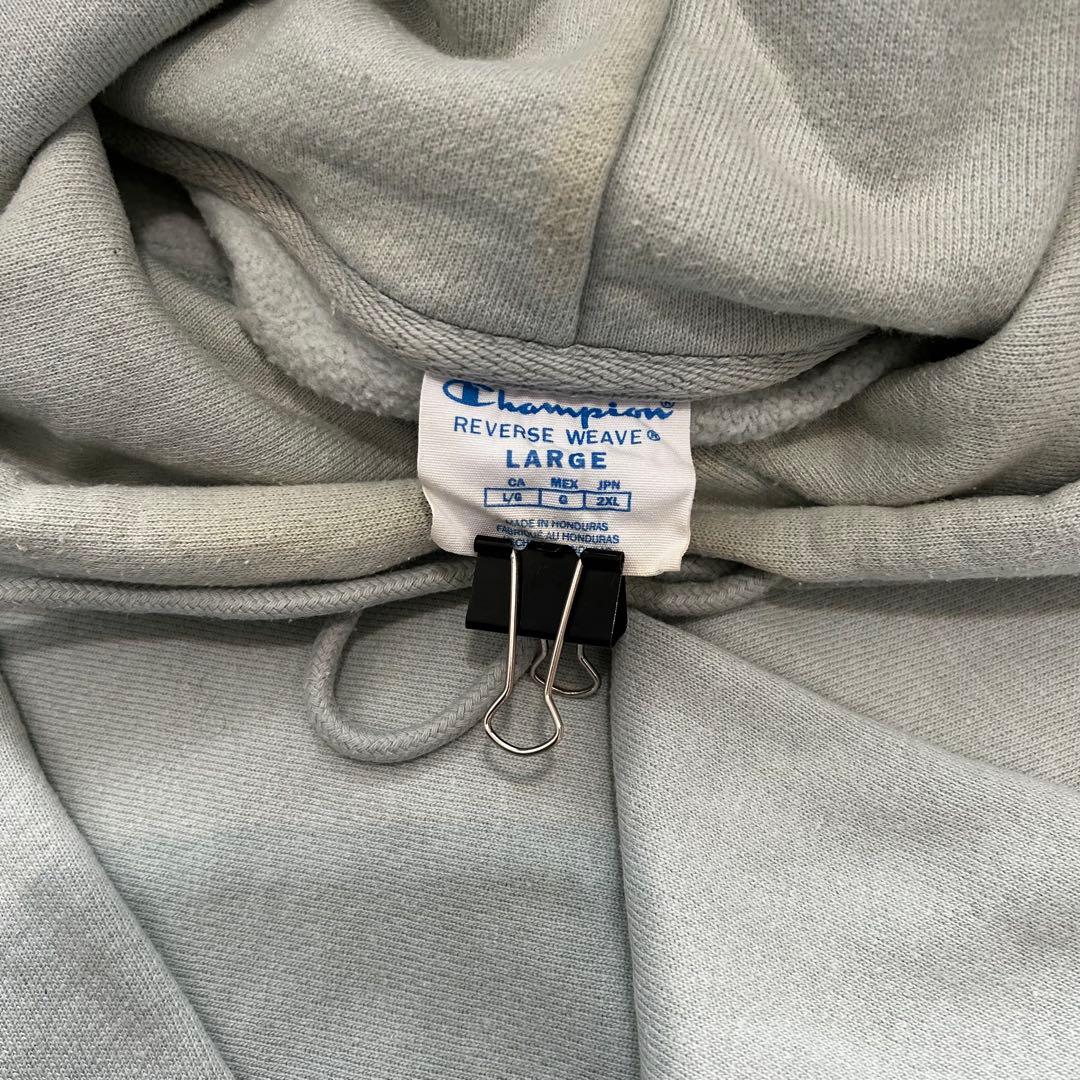 Champion®
REVERSE WEAVE®
LARGE
CA MEX JPN
L/G G 2XL
MADE IN HONDURAS
FABRIQUÉ AU HONDURAS